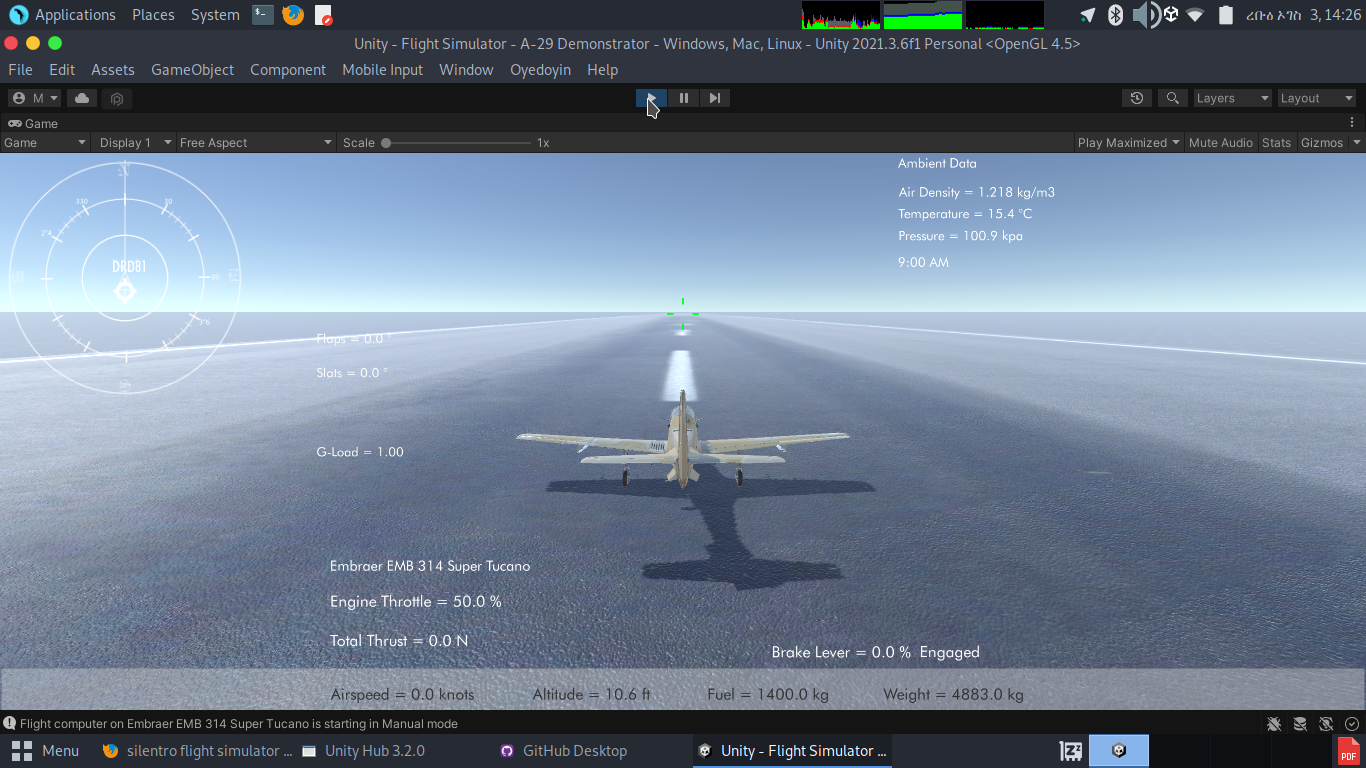 Applications Places System ረቡዕ ኦገስ 3, 14:26
Unity - Flight Simulator - A-29 Demonstrator - Windows, Mac, Linux - Unity 2021.3.6f1 Personal <OpenGL 4.5>
File Edit Assets GameObject Component Mobile Input Window Oyedoyin Help
M Layers Layout
Game
Game Display 1 Free Aspect Scale 1x Play Maximized Mute Audio Stats Gizmos
Ambient Data
Air Density = 1.218 kg/m3
Temperature = 15.4 °C
Pressure = 100.9 kpa
9:00 AM
330 30
DRD81
Flaps = 0.0 °
Slats = 0.0 °
G-Load = 1.00
Embraer EMB 314 Super Tucano
Engine Throttle = 50.0 %
Total Thrust = 0.0 N
Brake Lever = 0.0 % Engaged
Airspeed = 0.0 knots Altitude = 10.6 ft Fuel = 1400.0 kg Weight = 4883.0 kg
Flight computer on Embraer EMB 314 Super Tucano is starting in Manual mode
Menu silentro flight simulator ... Unity Hub 3.2.0 GitHub Desktop Unity - Flight Simulator ... PDF